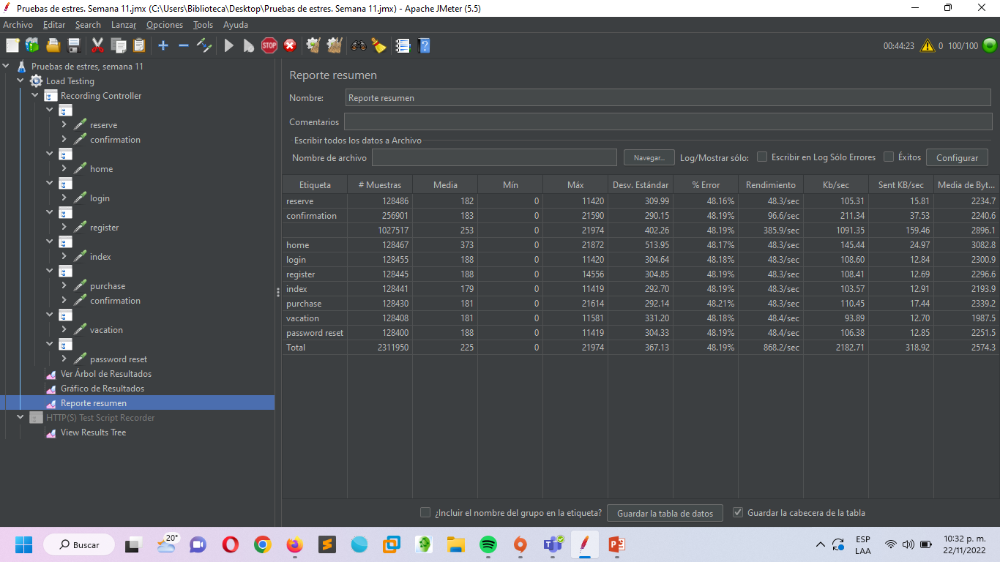 Pruebas de estres. Semana 11.jmx (C:\Users\Biblioteca\Desktop\Pruebas de estres. Semana 11.jmx) - Apache JMeter (5.5)
Archivo Editar Search Lanzar Opciones Tools Ayuda
STOP 00:44:23 0 100/100
Pruebas de estres, semana 11
Load Testing
Recording Controller
reserve
confirmation
home
login
register
index
purchase
confirmation
vacation
password reset
Ver Árbol de Resultados
Gráfico de Resultados
Reporte resumen
HTTP(S) Test Script Recorder
View Results Tree
Reporte resumen
Nombre: Reporte resumen
Comentarios
Escribir todos los datos a Archivo
Nombre de archivo Navegar... Log/Mostrar sólo: Escribir en Log Sólo Errores Éxitos Configurar
Etiqueta # Muestras Media Mín Máx Desv. Estándar % Error Rendimiento Kb/sec Sent KB/sec Media de Byt...
reserve 128486 182 0 11420 309.99 48.16% 48.3/sec 105.31 15.81 2234.7
confirmation 256901 183 0 21590 290.15 48.19% 96.6/sec 211.34 37.53 2240.6
1027517 253 0 21974 402.26 48.19% 385.9/sec 1091.35 159.46 2896.1
home 128467 373 0 21872 513.95 48.17% 48.3/sec 145.44 24.97 3082.8
login 128455 188 0 11420 304.64 48.18% 48.3/sec 108.60 12.84 2300.9
register 128445 188 0 14556 304.85 48.19% 48.3/sec 108.41 12.69 2296.6
index 128441 179 0 11419 292.70 48.19% 48.3/sec 103.57 12.91 2193.9
purchase 128430 181 0 21614 292.14 48.21% 48.3/sec 110.45 17.44 2339.2
vacation 128408 181 0 11581 331.20 48.18% 48.4/sec 93.89 12.70 1987.5
password reset 128400 188 0 11419 304.33 48.19% 48.4/sec 106.38 12.85 2251.5
Total 2311950 225 0 21974 367.13 48.19% 868.2/sec 2182.71 318.92 2574.3
¿Incluir el nombre del grupo en la etiqueta? Guardar la tabla de datos Guardar la cabecera de la tabla
Buscar 20° ESP LAA 10:32 p. m. 22/11/2022